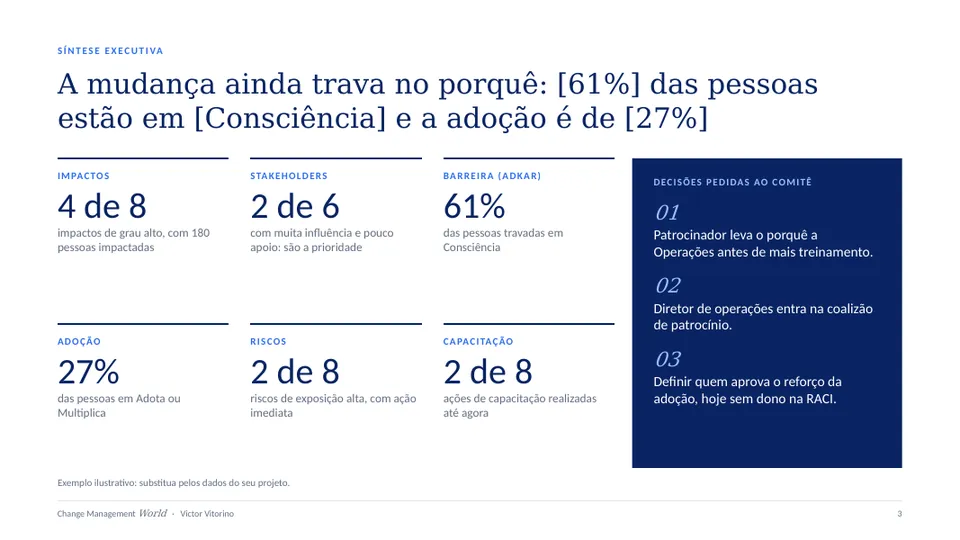 SÍNTESE EXECUTIVA
A mudança ainda trava no porquê: [61%] das pessoas
estão em [Consciência] e a adoção é de [27%]
IMPACTOS
4 de 8
impactos de grau alto, com 180
pessoas impactadas
STAKEHOLDERS
2 de 6
com muita influência e pouco
apoio: são a prioridade
BARREIRA (ADKAR)
61%
das pessoas travadas em
Consciência
ADOÇÃO
27%
das pessoas em Adota ou
Multiplica
RISCOS
2 de 8
riscos de exposição alta, com ação
imediata
CAPACITAÇÃO
2 de 8
ações de capacitação realizadas
até agora
DECISÕES PEDIDAS AO COMITÊ
01
Patrocinador leva o porquê a
Operações antes de mais treinamento.
02
Diretor de operações entra na coalizão
de patrocínio.
03
Definir quem aprova o reforço da
adoção, hoje sem dono na RACI.
Exemplo ilustrativo: substitua pelos dados do seu projeto.
Change Management World · Victor Vitorino
3